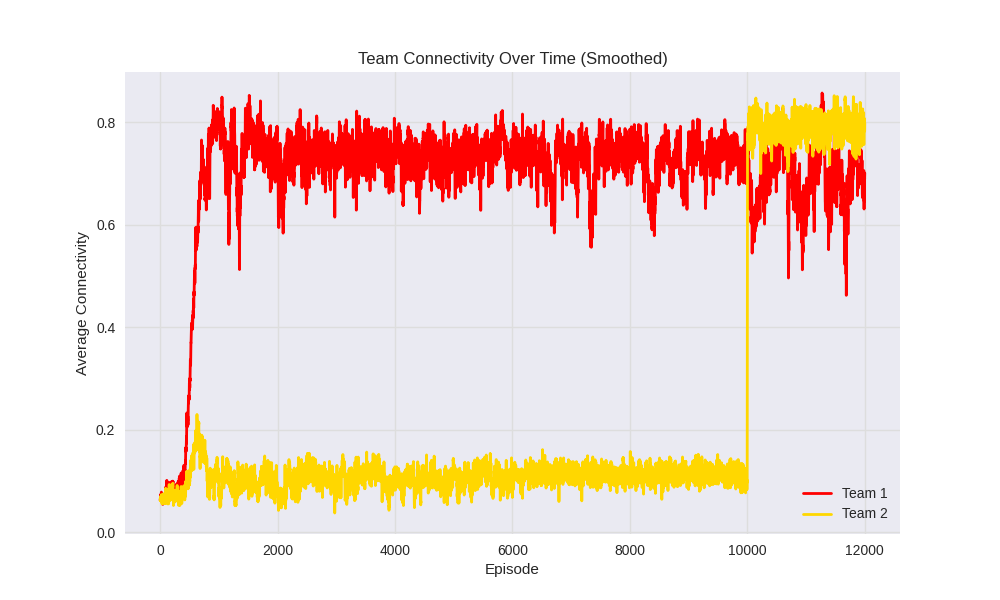 Team Connectivity Over Time (Smoothed)
Average Connectivity
0.8
0.6
0.4
0.2
0.0
0 2000 4000 6000 8000 10000 12000
Episode
Team 1
Team 2